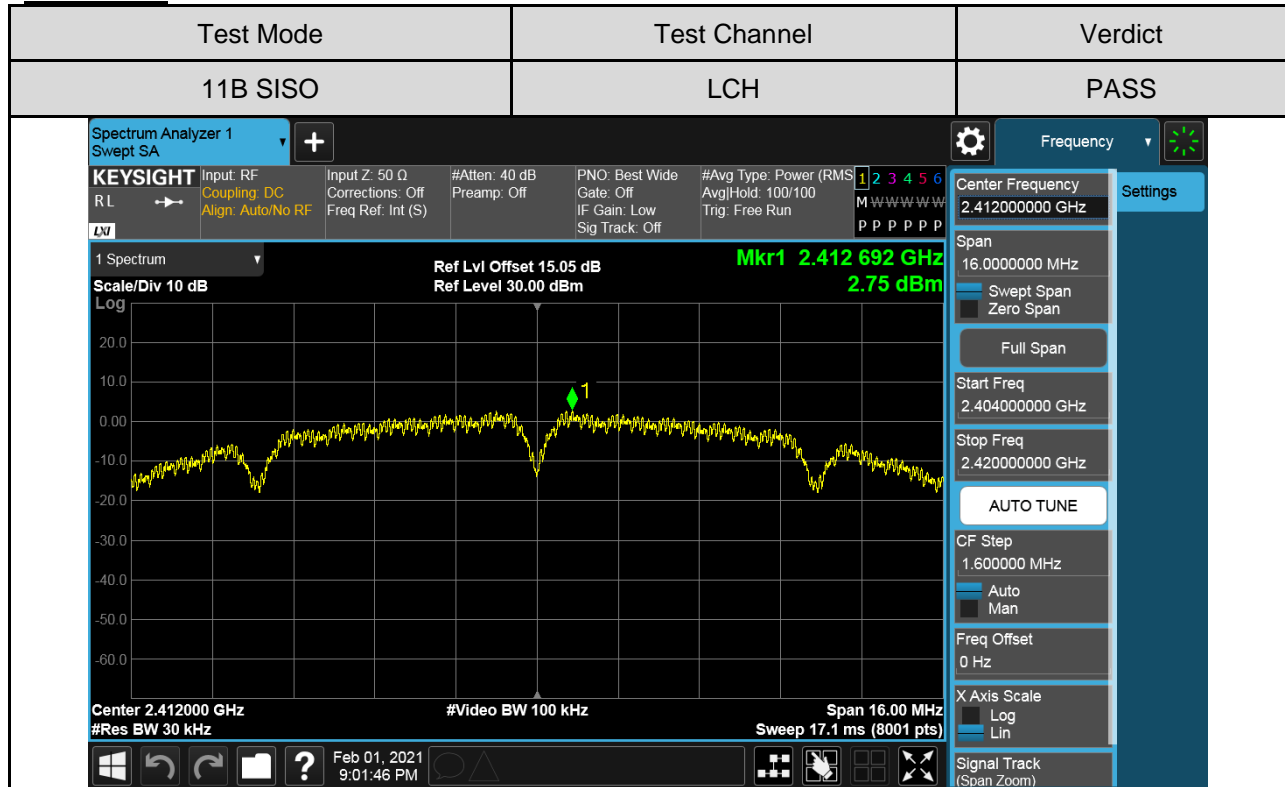 Test Mode Test Channel Verdict
11B SISO LCH PASS
Spectrum Analyzer 1
Swept SA
+
Frequency
KEYSIGHT
RL
LXI
Input: RF
Coupling: DC
Align: Auto/No RF
Input Z: 50 Ω
Corrections: Off
Freq Ref: Int (S)
#Atten: 40 dB
Preamp: Off
PNO: Best Wide
Gate: Off
IF Gain: Low
Sig Track: Off
#Avg Type: Power (RMS
Avg|Hold: 100/100
Trig: Free Run
1 2 3 4 5 6
M W W W W W
P P P P P P
1 Spectrum
Scale/Div 10 dB
Log
Ref Lvl Offset 15.05 dB
Ref Level 30.00 dBm
Mkr1 2.412 692 GHz
2.75 dBm
20.0
10.0
0.00
-10.0
-20.0
-30.0
-40.0
-50.0
-60.0
1
Center 2.412000 GHz
#Res BW 30 kHz
#Video BW 100 kHz
Span 16.00 MHz
Sweep 17.1 ms (8001 pts)
Center Frequency
2.412000000 GHz
Settings
Span
16.0000000 MHz
Swept Span
Zero Span
Full Span
Start Freq
2.404000000 GHz
Stop Freq
2.420000000 GHz
AUTO TUNE
CF Step
1.600000 MHz
Auto
Man
Freq Offset
0 Hz
X Axis Scale
Log
Lin
Signal Track
(Span Zoom)
?
Feb 01, 2021
9:01:46 PM